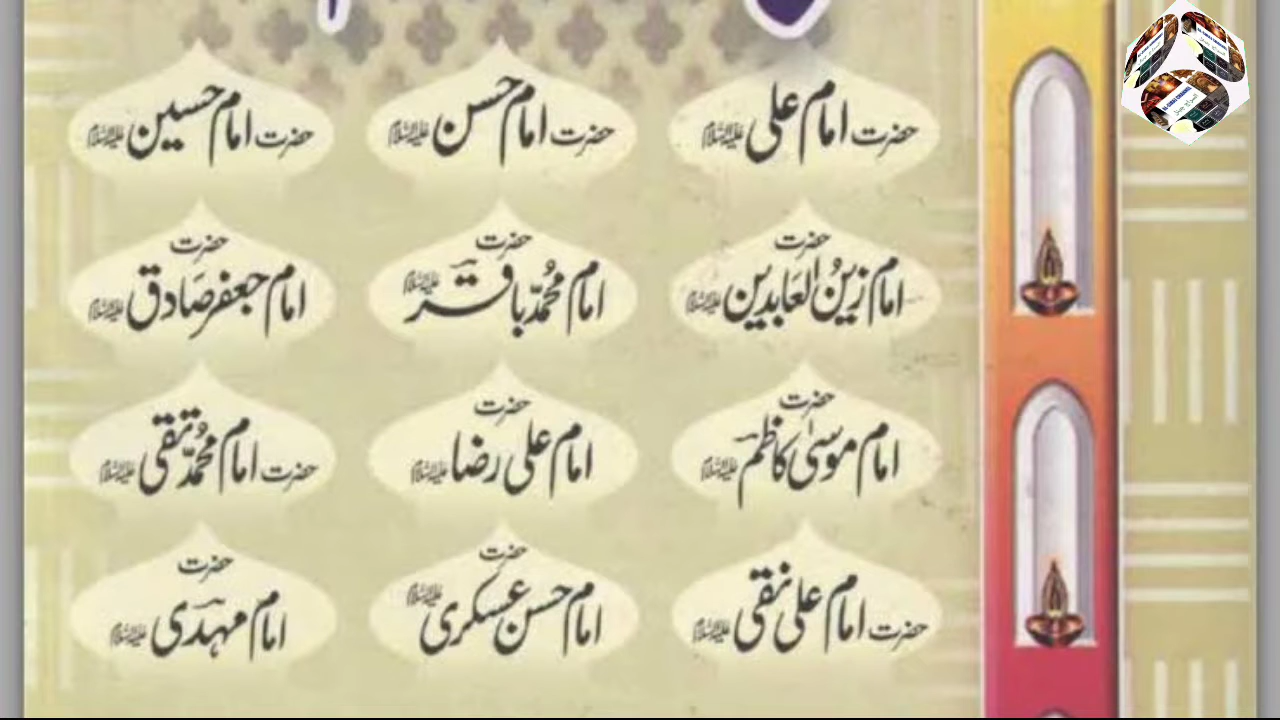 حضرت امام علی علیہ السلام
حضرت امام حسن علیہ السلام
حضرت امام حسین علیہ السلام
حضرت
امام زینُ العابدین علیہ السلام
حضرت
امام محمّد باقر علیہ السلام
حضرت
امام جعفر صَادق علیہ السلام
حضرت
امام موسیٰ کاظم علیہ السلام
حضرت
امام علی رضا علیہ السلام
حضرت امام محمّد تقی علیہ السلام
حضرت امام علی نقی علیہ السلام
حضرت
امام حسن عسکری علیہ السلام
حضرت
امام مہدی علیہ السلام